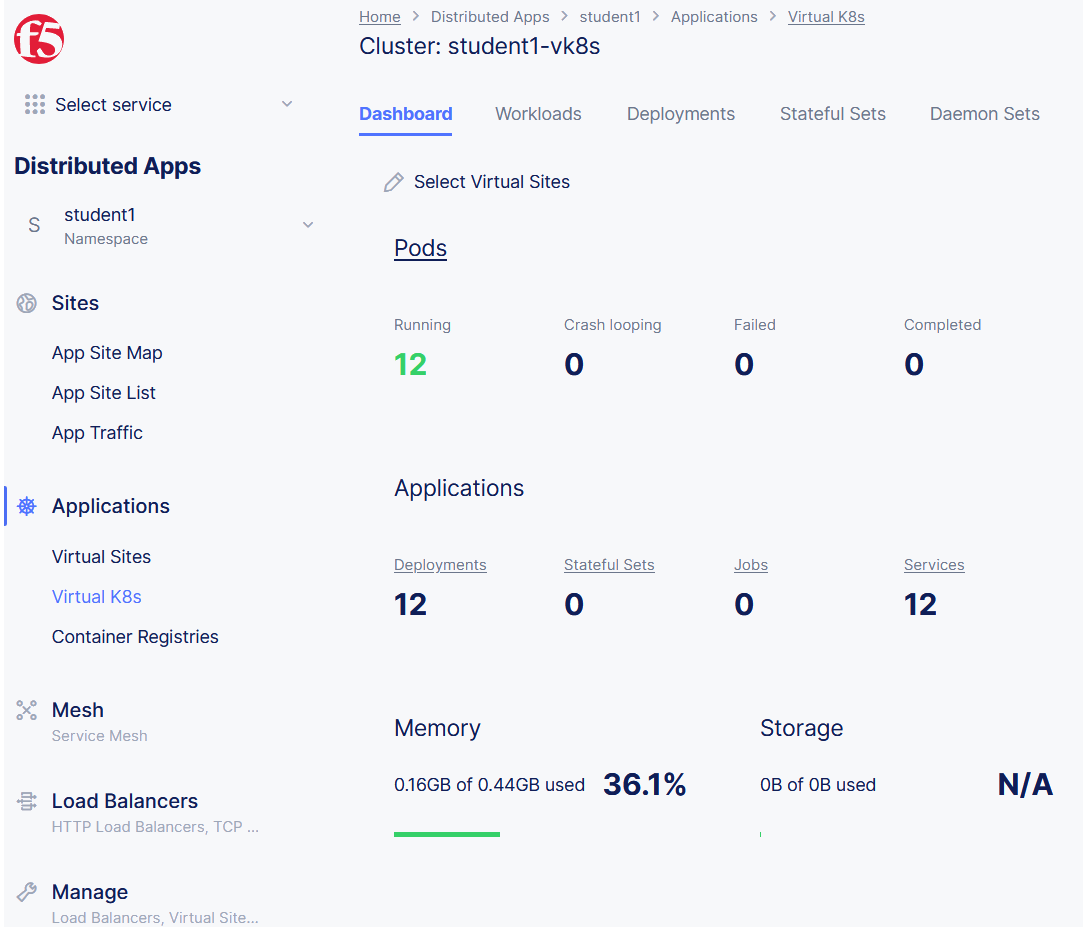 f5
Home > Distributed Apps > student1 > Applications > Virtual K8s
Cluster: student1-vk8s
Select service
Dashboard Workloads Deployments Stateful Sets Daemon Sets
Distributed Apps
Select Virtual Sites
S student1
Namespace
Pods
Sites
App Site Map
App Site List
App Traffic
Running Crash looping Failed Completed
12 0 0 0
Applications
Applications
Virtual Sites
Virtual K8s
Container Registries
Deployments Stateful Sets Jobs Services
12 0 0 12
Mesh
Service Mesh
Memory Storage
0.16GB of 0.44GB used 36.1% 0B of 0B used N/A
Load Balancers
HTTP Load Balancers, TCP ...
Manage
Load Balancers, Virtual Site...